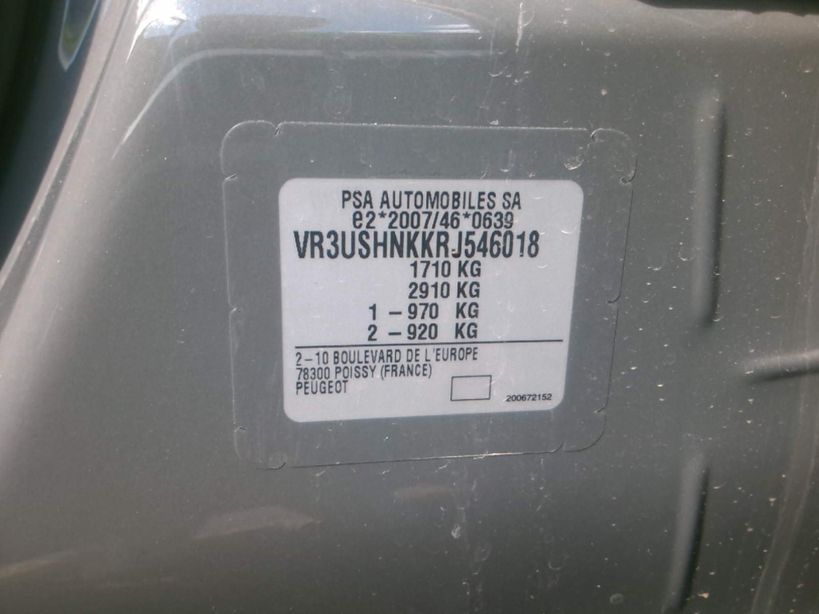 PSA AUTOMOBILES SA
e2*2007/46*0639
VR3USHNKKRJ546018
1710 KG
2910 KG
1 - 970 KG
2 - 920 KG
2-10 BOULEVARD DE L'EUROPE
78300 POISSY (FRANCE)
PEUGEOT
200672152